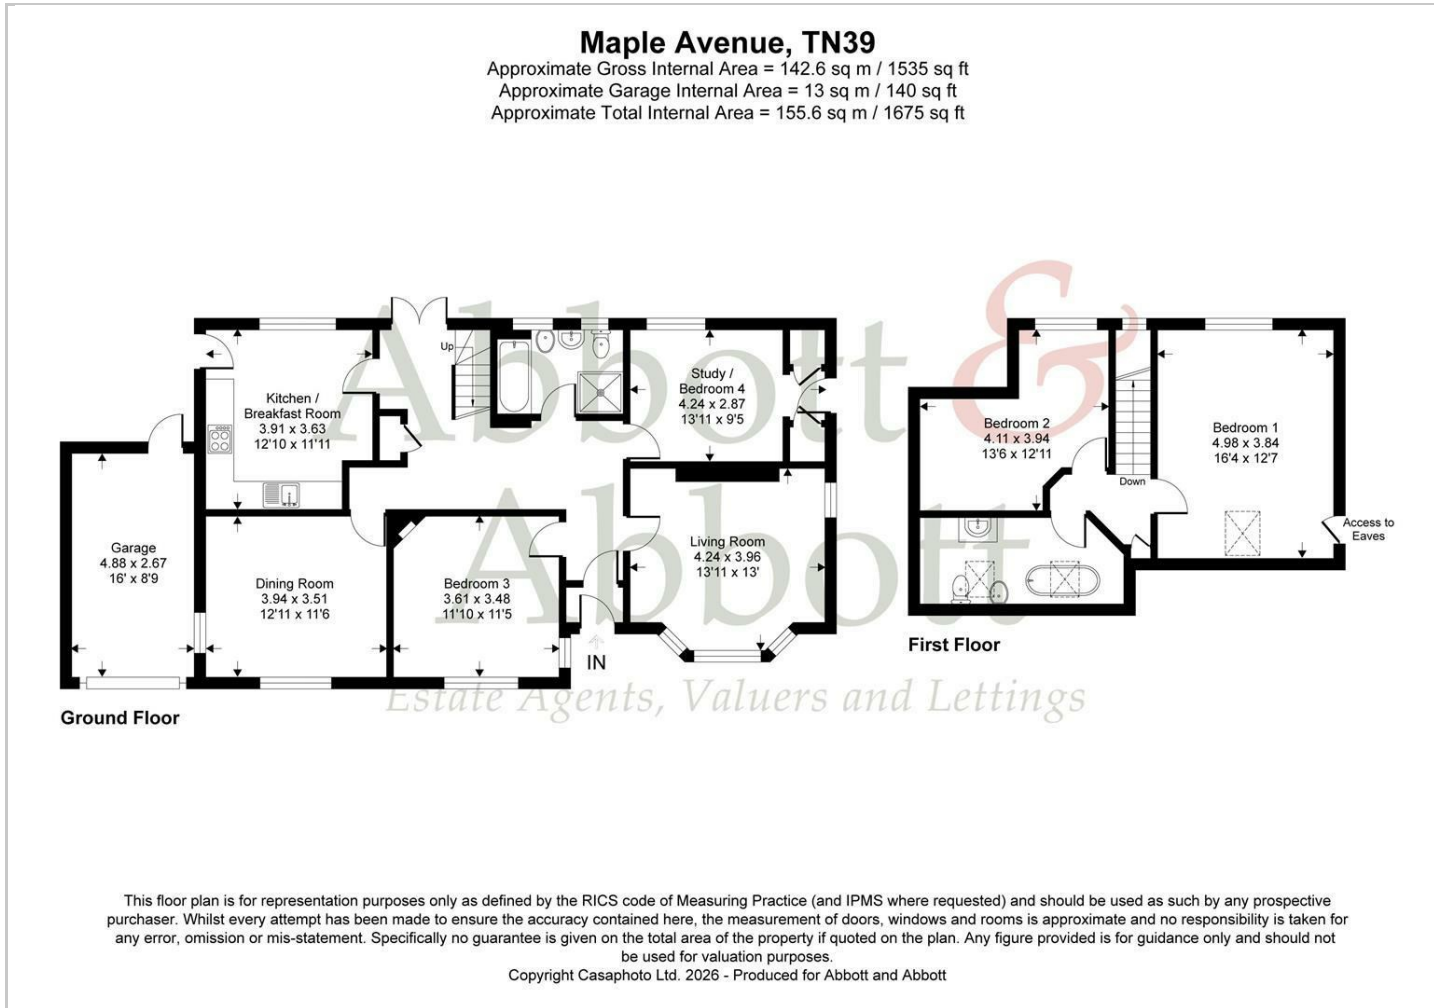 Maple Avenue, TN39
Approximate Gross Internal Area = 142.6 sq m / 1535 sq ft
Approximate Garage Internal Area = 13 sq m / 140 sq ft
Approximate Total Internal Area = 155.6 sq m / 1675 sq ft
Abbott &
Abbott
Estate Agents, Valuers and Lettings
Up
Kitchen /
Breakfast Room
3.91 x 3.63
12'10 x 11'11
Study /
Bedroom 4
4.24 x 2.87
13'11 x 9'5
Garage
4.88 x 2.67
16' x 8'9
Dining Room
3.94 x 3.51
12'11 x 11'6
Bedroom 3
3.61 x 3.48
11'10 x 11'5
Living Room
4.24 x 3.96
13'11 x 13'
IN
Ground Floor
Bedroom 2
4.11 x 3.94
13'6 x 12'11
Down
Bedroom 1
4.98 x 3.84
16'4 x 12'7
Access to
Eaves
First Floor
This floor plan is for representation purposes only as defined by the RICS code of Measuring Practice (and IPMS where requested) and should be used as such by any prospective
purchaser. Whilst every attempt has been made to ensure the accuracy contained here, the measurement of doors, windows and rooms is approximate and no responsibility is taken for
any error, omission or mis-statement. Specifically no guarantee is given on the total area of the property if quoted on the plan. Any figure provided is for guidance only and should not
be used for valuation purposes.
Copyright Casaphoto Ltd. 2026 - Produced for Abbott and Abbott